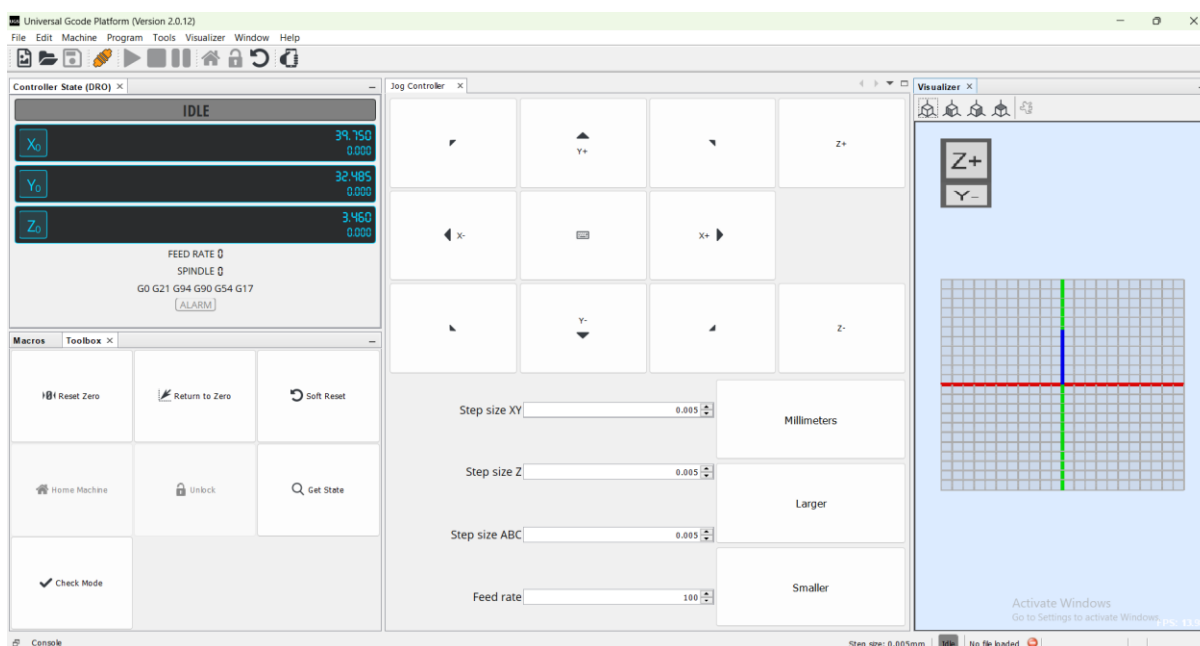 Universal Gcode Platform (Version 2.0.12)
File Edit Machine Program Tools Visualizer Window Help
Controller State (DRO)
IDLE
X0 39.750
0.000
Y0 32.485
0.000
Z0 3.460
0.000
FEED RATE 0
SPINDLE 0
G0 G21 G94 G90 G54 G17
ALARM
Macros Toolbox
Reset Zero
Return to Zero
Soft Reset
Home Machine
Unlock
Get State
Check Mode
Jog Controller
Y+
Z+
X-
X+
Y-
Z-
Step size XY 0.005
Millimeters
Step size Z 0.005
Larger
Step size ABC 0.005
Smaller
Feed rate 100
Visualizer
Z+
Y-
Activate Windows
Go to Settings to activate Windows
Console
Step size: 0.005mm Idle No file loaded